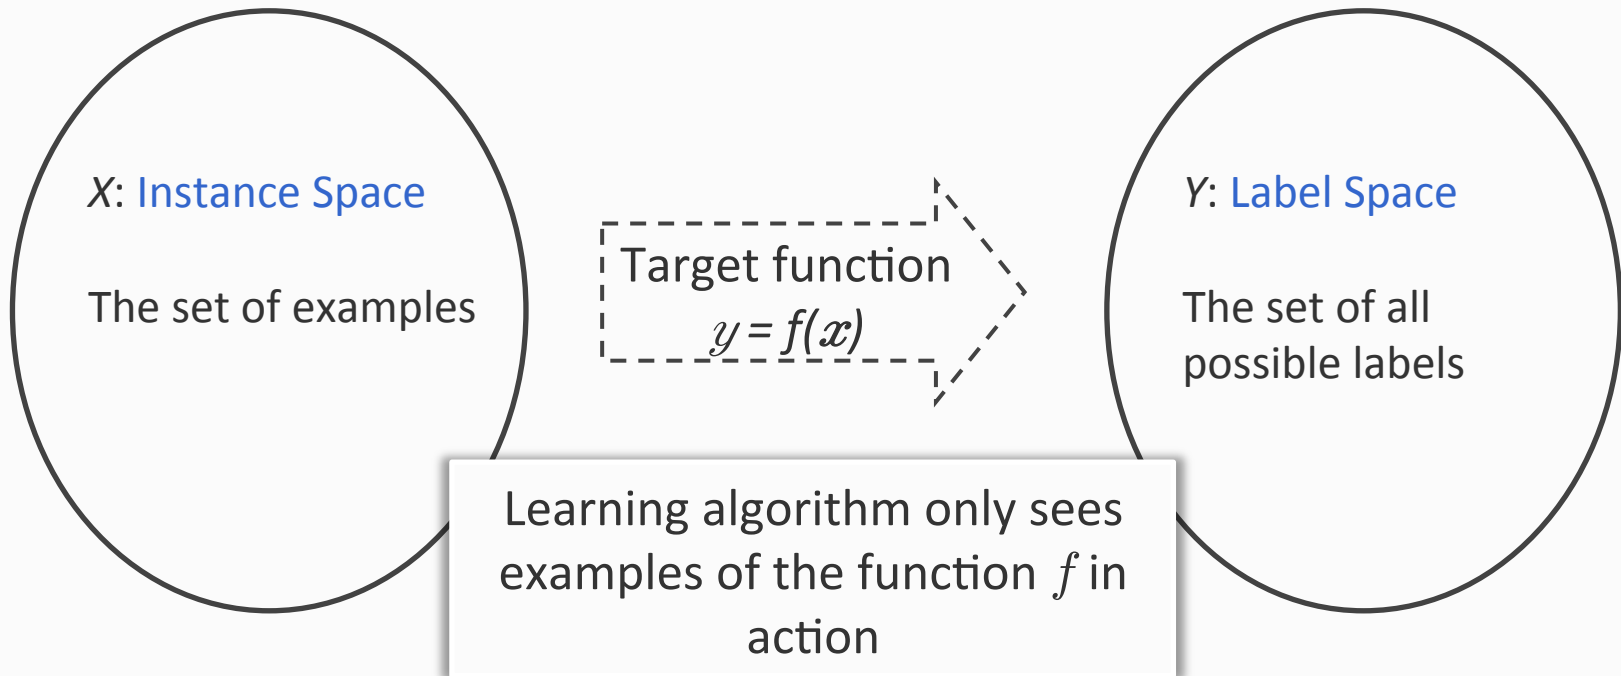 X: Instance Space
The set of examples
Target function
y = f(x)
Y: Label Space
The set of all
possible labels
Learning algorithm only sees
examples of the function f in
action